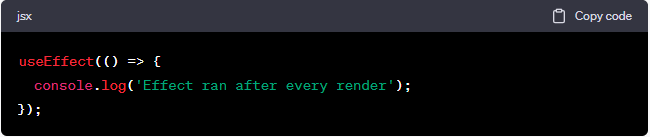 jsx Copy code
useEffect(() => {
  console.log('Effect ran after every render');
});